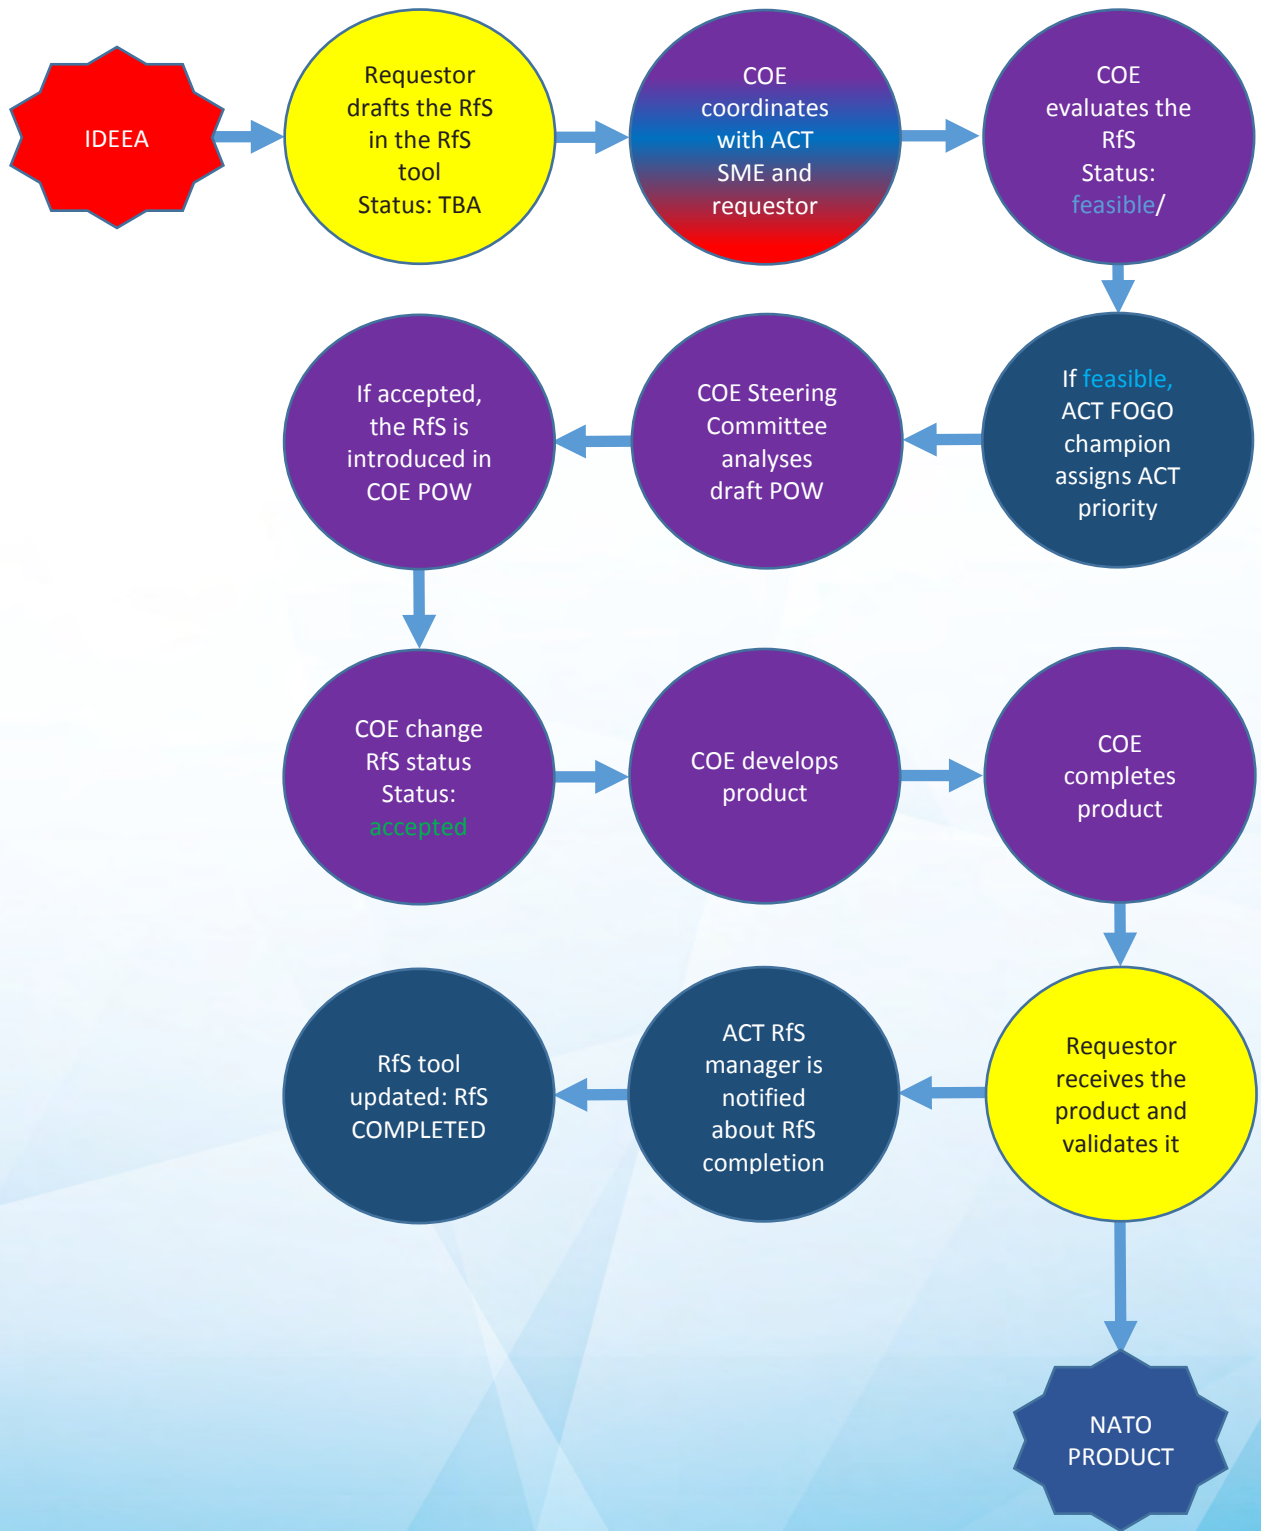 IDEEA
Requestor
drafts the RfS
in the RfS
tool
Status: TBA
COE
coordinates
with ACT
SME and
requestor
COE
evaluates the
RfS
Status:
feasible/
If feasible,
ACT FOGO
champion
assigns ACT
priority
COE Steering
Committee
analyses
draft POW
If accepted,
the RfS is
introduced in
COE POW
COE change
RfS status
Status:
accepted
COE develops
product
COE
completes
product
Requestor
receives the
product and
validates it
ACT RfS
manager is
notified
about RfS
completion
RfS tool
updated: RfS
COMPLETED
NATO
PRODUCT